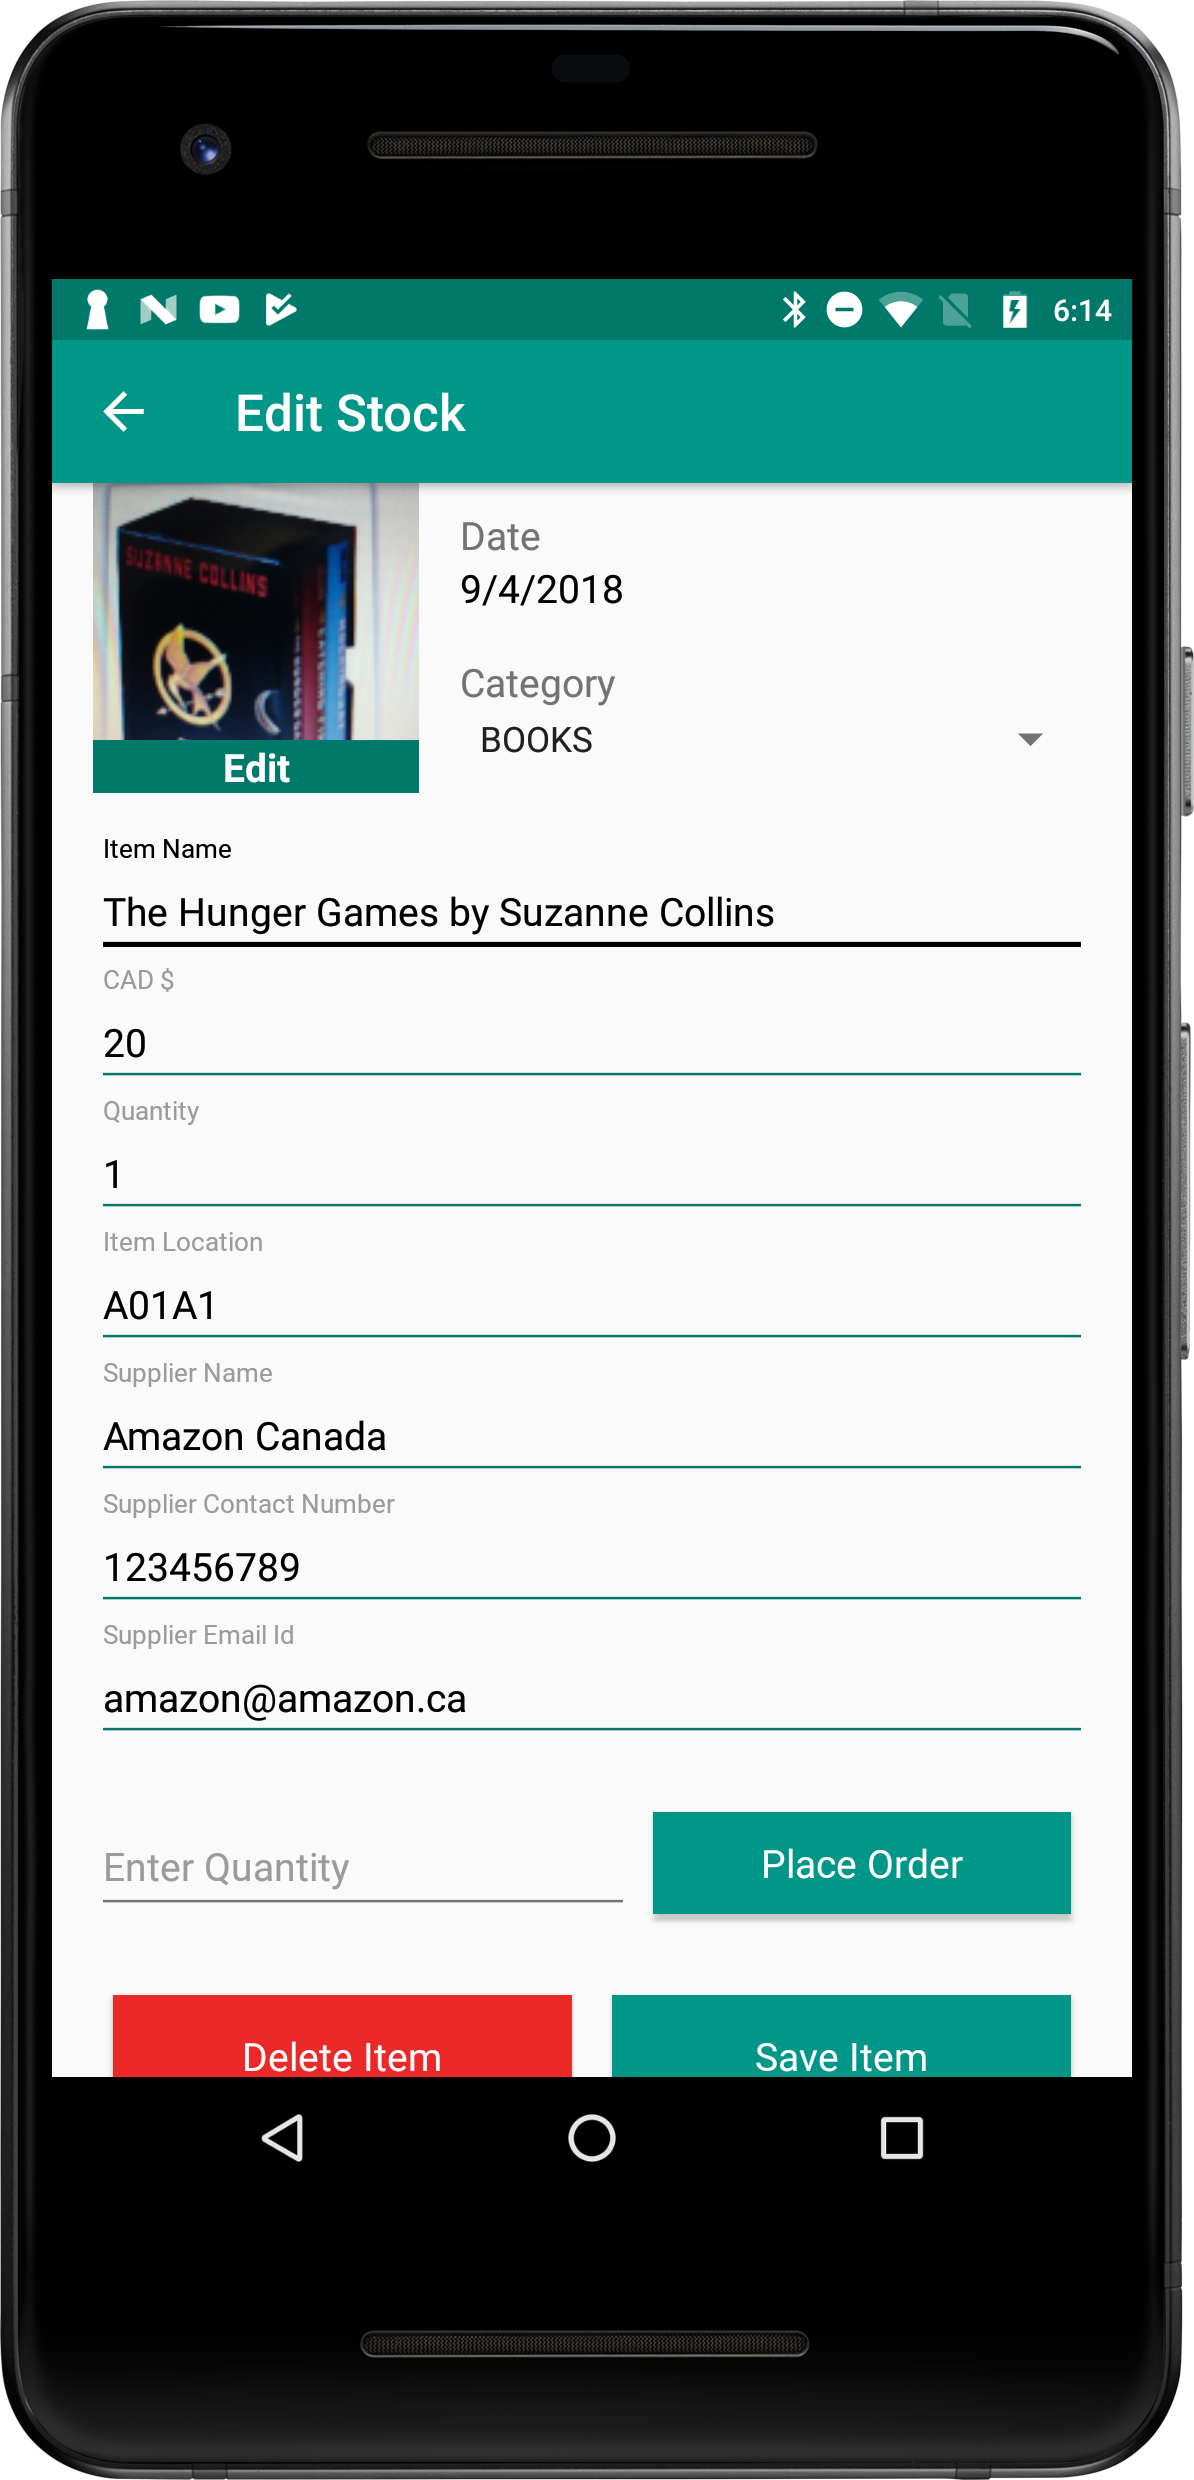 6:14
Edit Stock
SUZANNE COLLINS
Edit
Date
9/4/2018
Category
BOOKS
Item Name
The Hunger Games by Suzanne Collins
CAD $
20
Quantity
1
Item Location
A01A1
Supplier Name
Amazon Canada
Supplier Contact Number
123456789
Supplier Email Id
amazon@amazon.ca
Enter Quantity
Place Order
Delete Item
Save Item